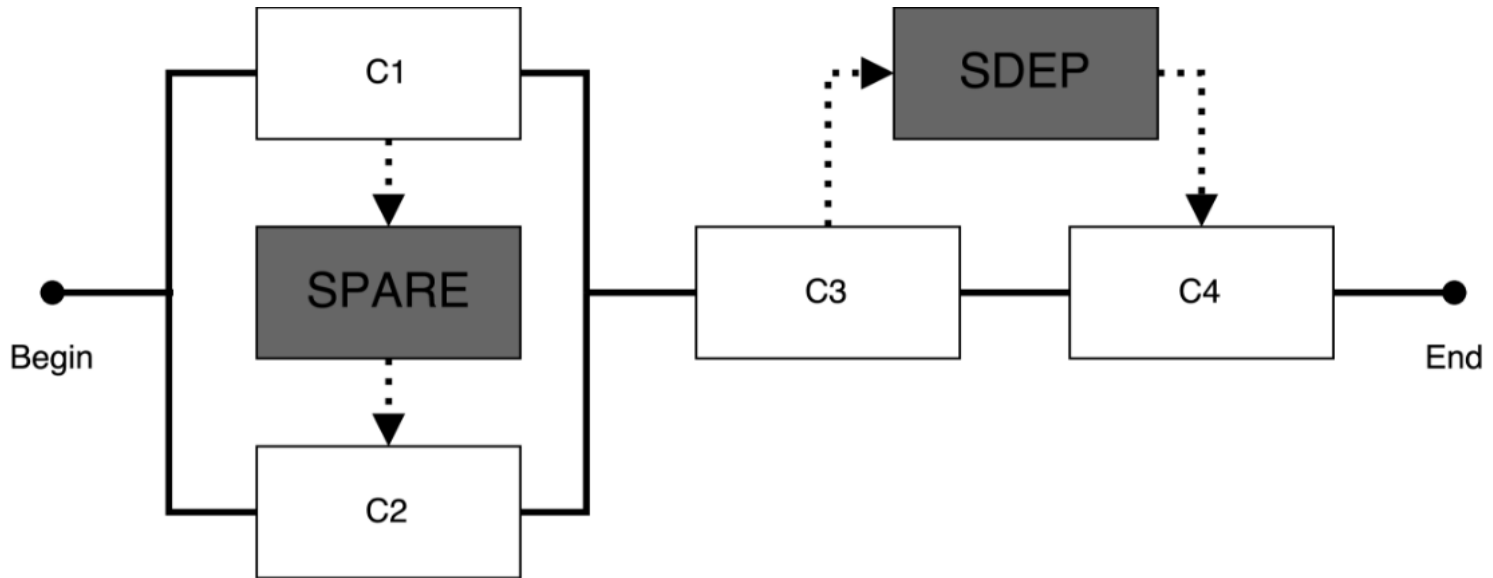 C1
SDEP
SPARE
C3
C4
Begin
End
C2